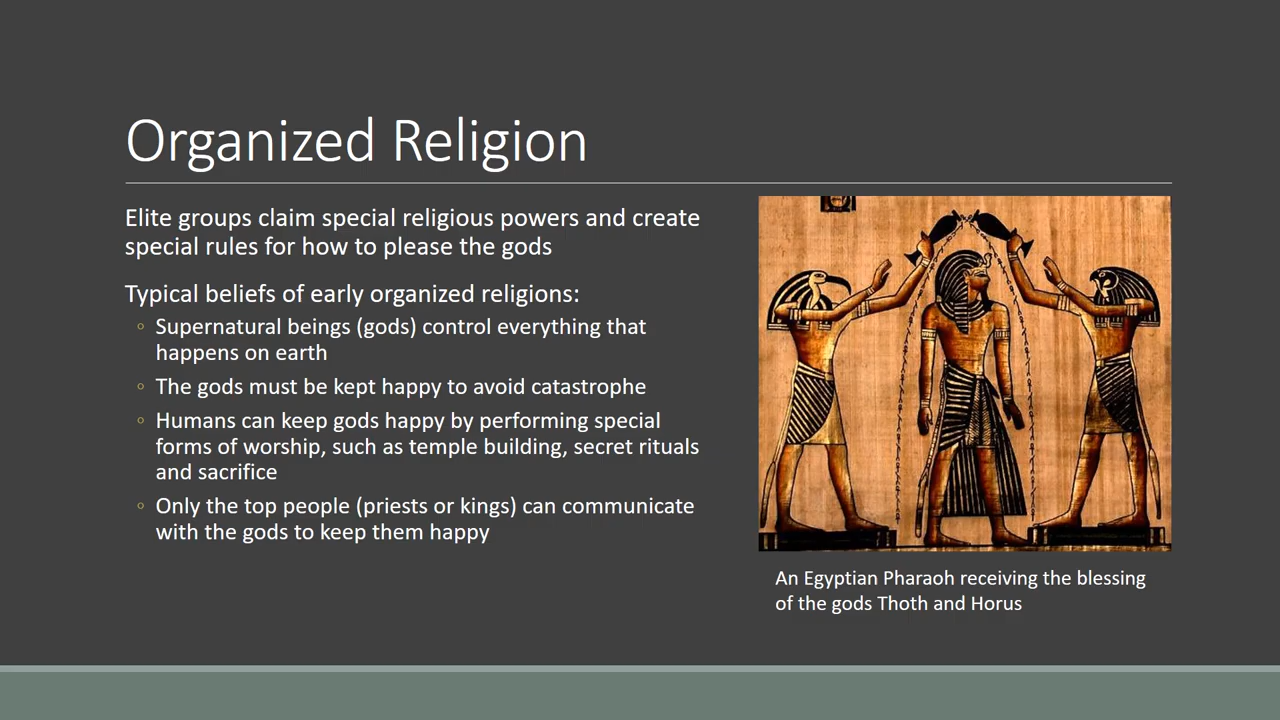 Organized Religion
Elite groups claim special religious powers and create
special rules for how to please the gods
Typical beliefs of early organized religions:
◦ Supernatural beings (gods) control everything that
happens on earth
◦ The gods must be kept happy to avoid catastrophe
◦ Humans can keep gods happy by performing special
forms of worship, such as temple building, secret rituals
and sacrifice
◦ Only the top people (priests or kings) can communicate
with the gods to keep them happy
An Egyptian Pharaoh receiving the blessing
of the gods Thoth and Horus